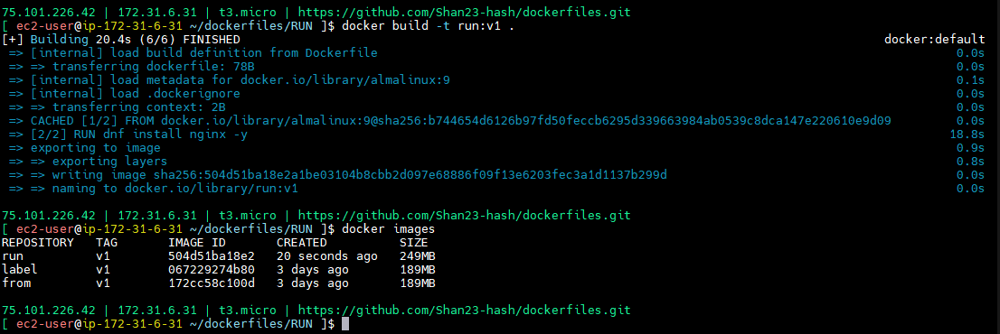 75.101.226.42 | 172.31.6.31 | t3.micro | https://github.com/Shan23-hash/dockerfiles.git
[ ec2-user@ip-172-31-6-31 ~/dockerfiles/RUN ]$ docker build -t run:v1 .
[+] Building 20.4s (6/6) FINISHED docker:default
=> [internal] load build definition from Dockerfile 0.0s
=> => transferring dockerfile: 78B 0.0s
=> [internal] load metadata for docker.io/library/almalinux:9 0.1s
=> [internal] load .dockerignore 0.0s
=> => transferring context: 2B 0.0s
=> CACHED [1/2] FROM docker.io/library/almalinux:9@sha256:b744654d6126b97fd50feccb6295d339663984ab0539c8dca147e220610e9d09 0.0s
=> [2/2] RUN dnf install nginx -y 18.8s
=> exporting to image 0.9s
=> => exporting layers 0.8s
=> => writing image sha256:504d51ba18e2a1be03104b8cbb2d097e68886f09f13e6203fec3a1d1137b299d 0.0s
=> => naming to docker.io/library/run:v1 0.0s
75.101.226.42 | 172.31.6.31 | t3.micro | https://github.com/Shan23-hash/dockerfiles.git
[ ec2-user@ip-172-31-6-31 ~/dockerfiles/RUN ]$ docker images
REPOSITORY TAG IMAGE ID CREATED SIZE
run v1 504d51ba18e2 20 seconds ago 249MB
label v1 067229274b80 3 days ago 189MB
from v1 172cc58c100d 3 days ago 189MB
75.101.226.42 | 172.31.6.31 | t3.micro | https://github.com/Shan23-hash/dockerfiles.git
[ ec2-user@ip-172-31-6-31 ~/dockerfiles/RUN ]$